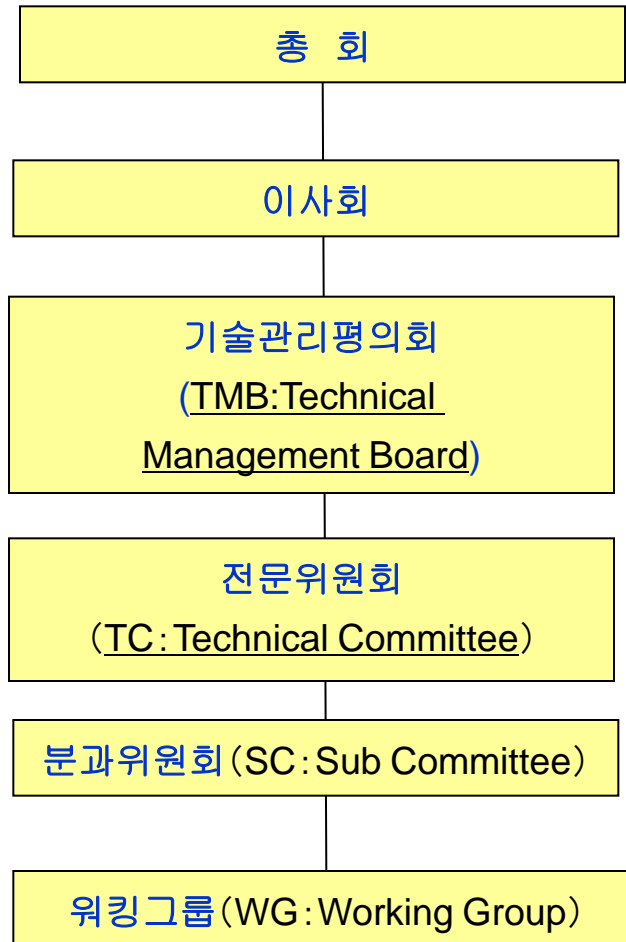 총 회
이사회
기술관리평의회
(TMB:Technical
Management Board)
전문위원회
(TC:Technical Committee)
분과위원회(SC:Sub Committee)
워킹그룹(WG:Working Group)